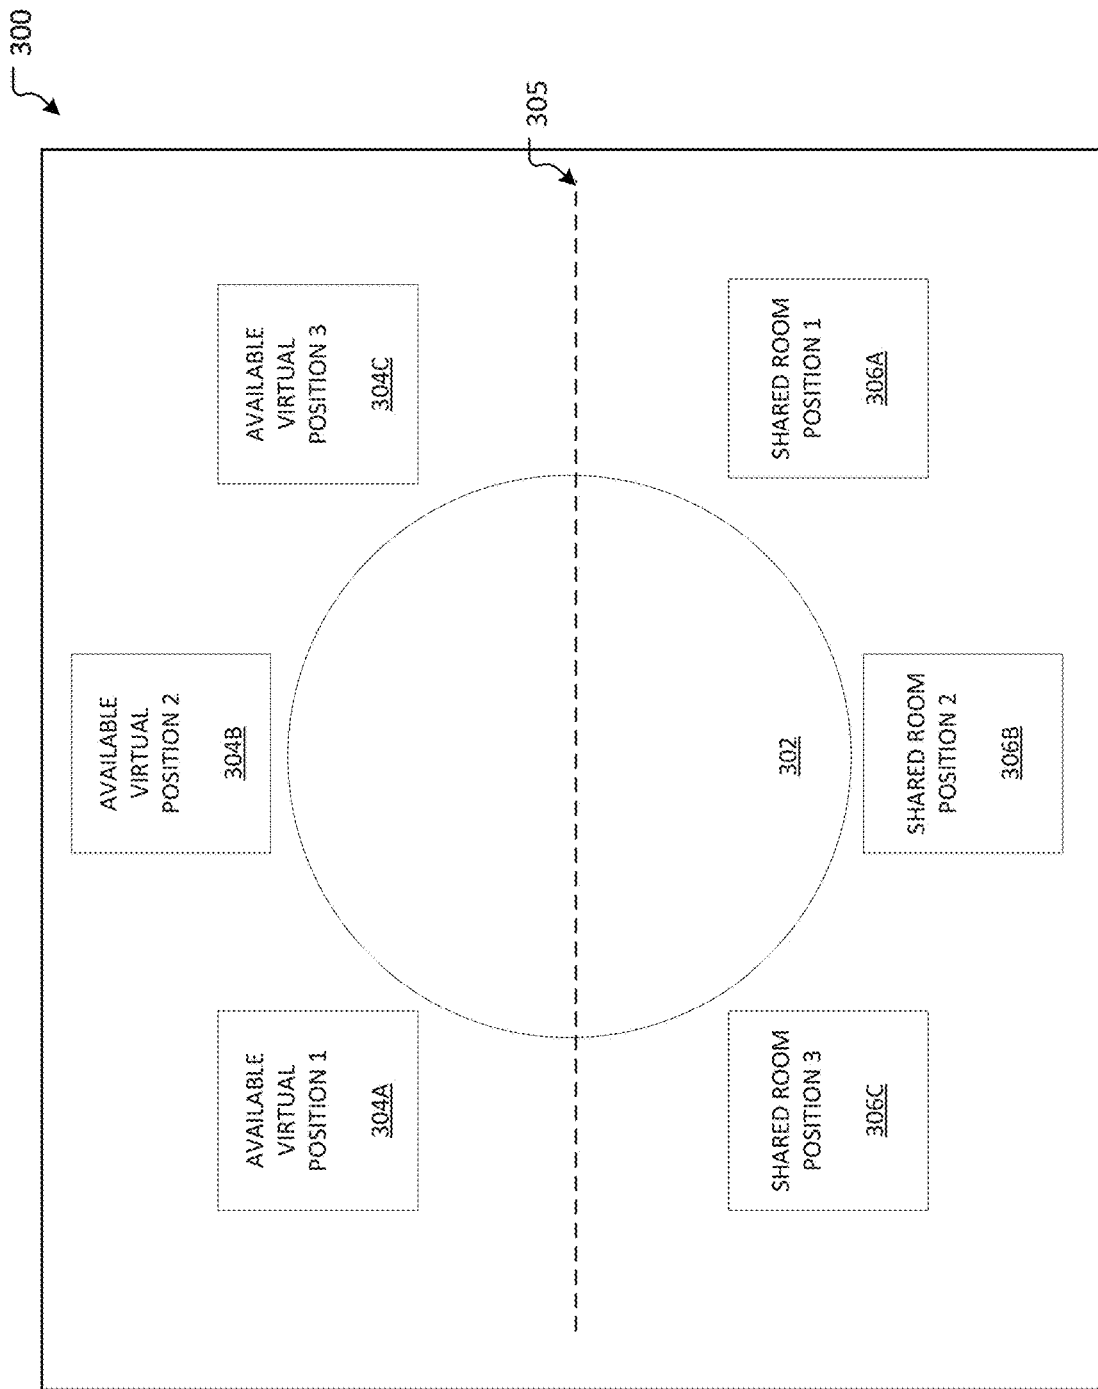 300
305
AVAILABLE
VIRTUAL
POSITION 1
304A
AVAILABLE
VIRTUAL
POSITION 2
304B
AVAILABLE
VIRTUAL
POSITION 3
304C
302
SHARED ROOM
POSITION 3
306C
SHARED ROOM
POSITION 2
306B
SHARED ROOM
POSITION 1
306A